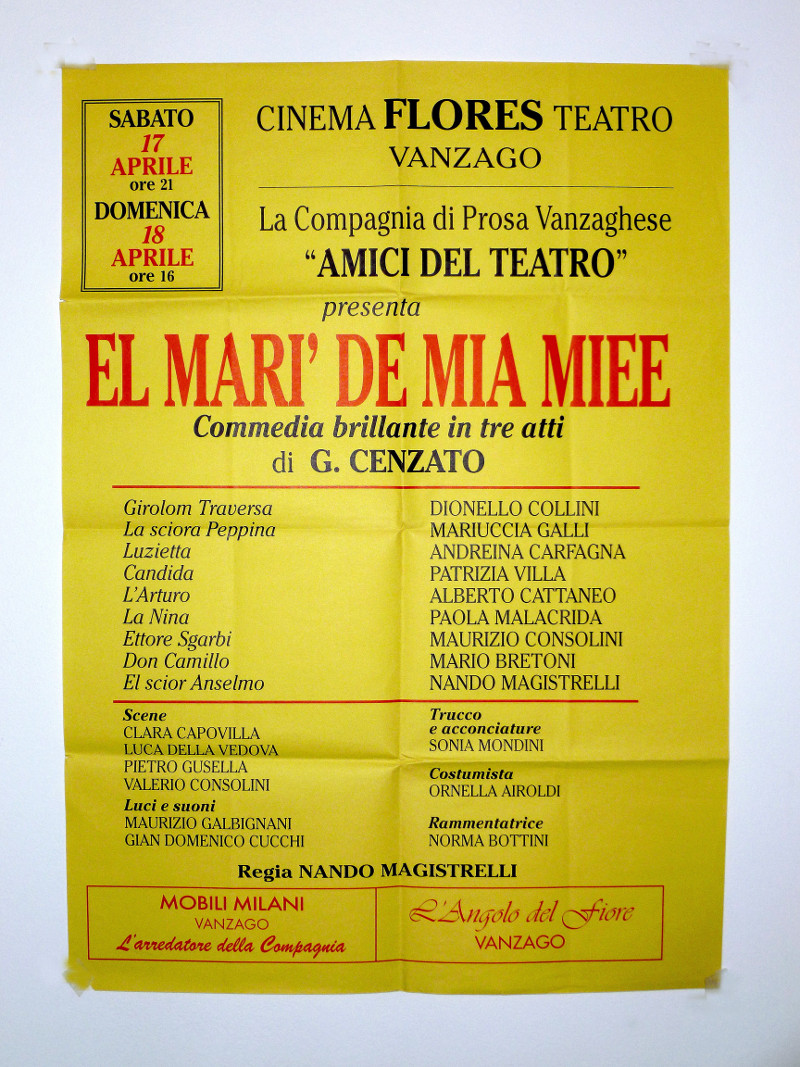 SABATO
17
APRILE
ore 21
DOMENICA
18
APRILE
ore 16
CINEMA FLORES TEATRO
VANZAGO
La Compagnia di Prosa Vanzaghese
“AMICI DEL TEATRO”
presenta
EL MARI’ DE MIA MIEE
Commedia brillante in tre atti
di G. CENZATO
Girolom Traversa DIONELLO COLLINI
La sciora Peppina MARIUCCIA GALLI
Luzietta ANDREINA CARFAGNA
Candida PATRIZIA VILLA
L’Arturo ALBERTO CATTANEO
La Nina PAOLA MALACRIDA
Ettore Sgarbi MAURIZIO CONSOLINI
Don Camillo MARIO BRETONI
El scior Anselmo NANDO MAGISTRELLI
Scene
CLARA CAPOVILLA
LUCA DELLA VEDOVA
PIETRO GUSELLA
VALERIO CONSOLINI
Luci e suoni
MAURIZIO GALBIGNANI
GIAN DOMENICO CUCCHI
Trucco
e acconciature
SONIA MONDINI
Costumista
ORNELLA AIROLDI
Rammentatrice
NORMA BOTTINI
Regia NANDO MAGISTRELLI
MOBILI MILANI
VANZAGO
L’arredatore della Compagnia
L’Angolo del Fiore
VANZAGO